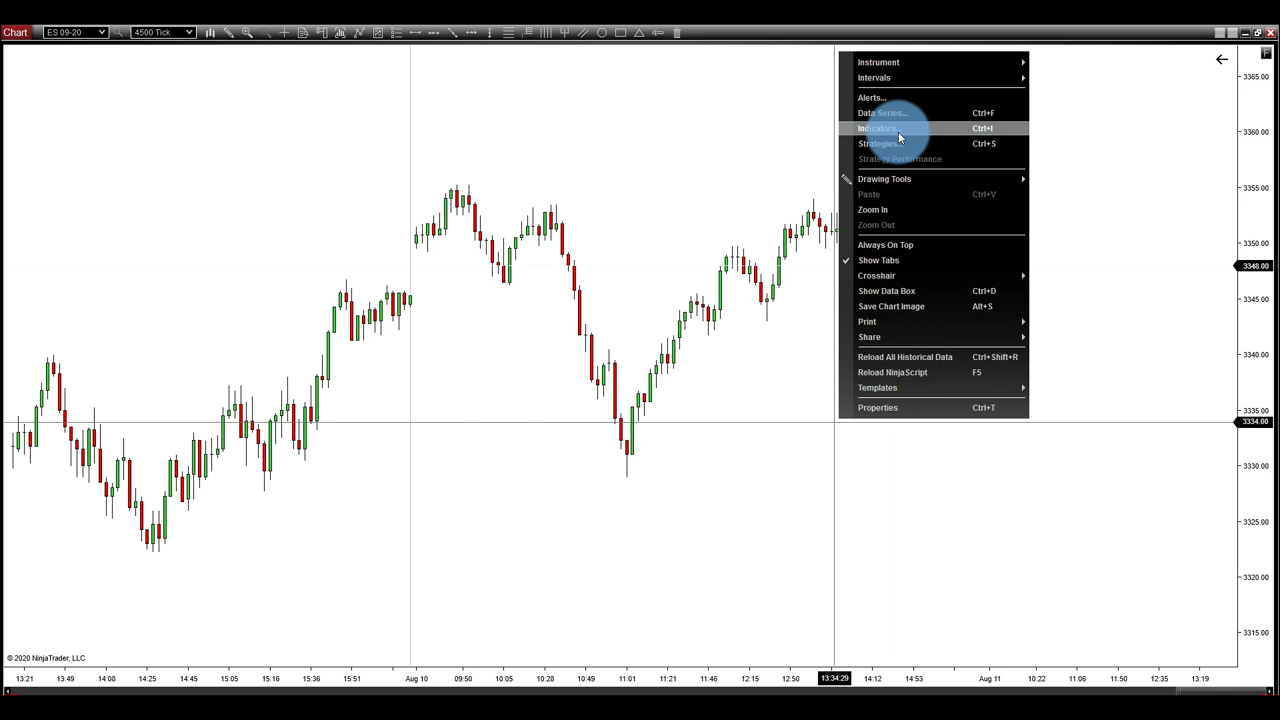 Chart ES 09-20 4500 Tick
F
Instrument
Intervals
Alerts...
Data Series... Ctrl+F
Indicators... Ctrl+I
Strategies... Ctrl+S
Strategy Performance
Drawing Tools
Paste Ctrl+V
Zoom In
Zoom Out
Always On Top
Show Tabs
Crosshair
Show Data Box Ctrl+D
Save Chart Image Alt+S
Print
Share
Reload All Historical Data Ctrl+Shift+R
Reload NinjaScript F5
Templates
Properties Ctrl+T
3365.00
3360.00
3355.00
3350.00
3348.00
3345.00
3340.00
3335.00
3334.00
3330.00
3325.00
3320.00
3315.00
© 2020 NinjaTrader, LLC
13:21 13:49 14:08 14:25 14:45 15:05 15:16 15:36 15:51 Aug 10 09:50 10:05 10:28 10:49 11:01 11:21 11:46 12:15 12:50 13:34:29 14:12 14:53 Aug 11 10:22 11:06 11:50 12:35 13:19